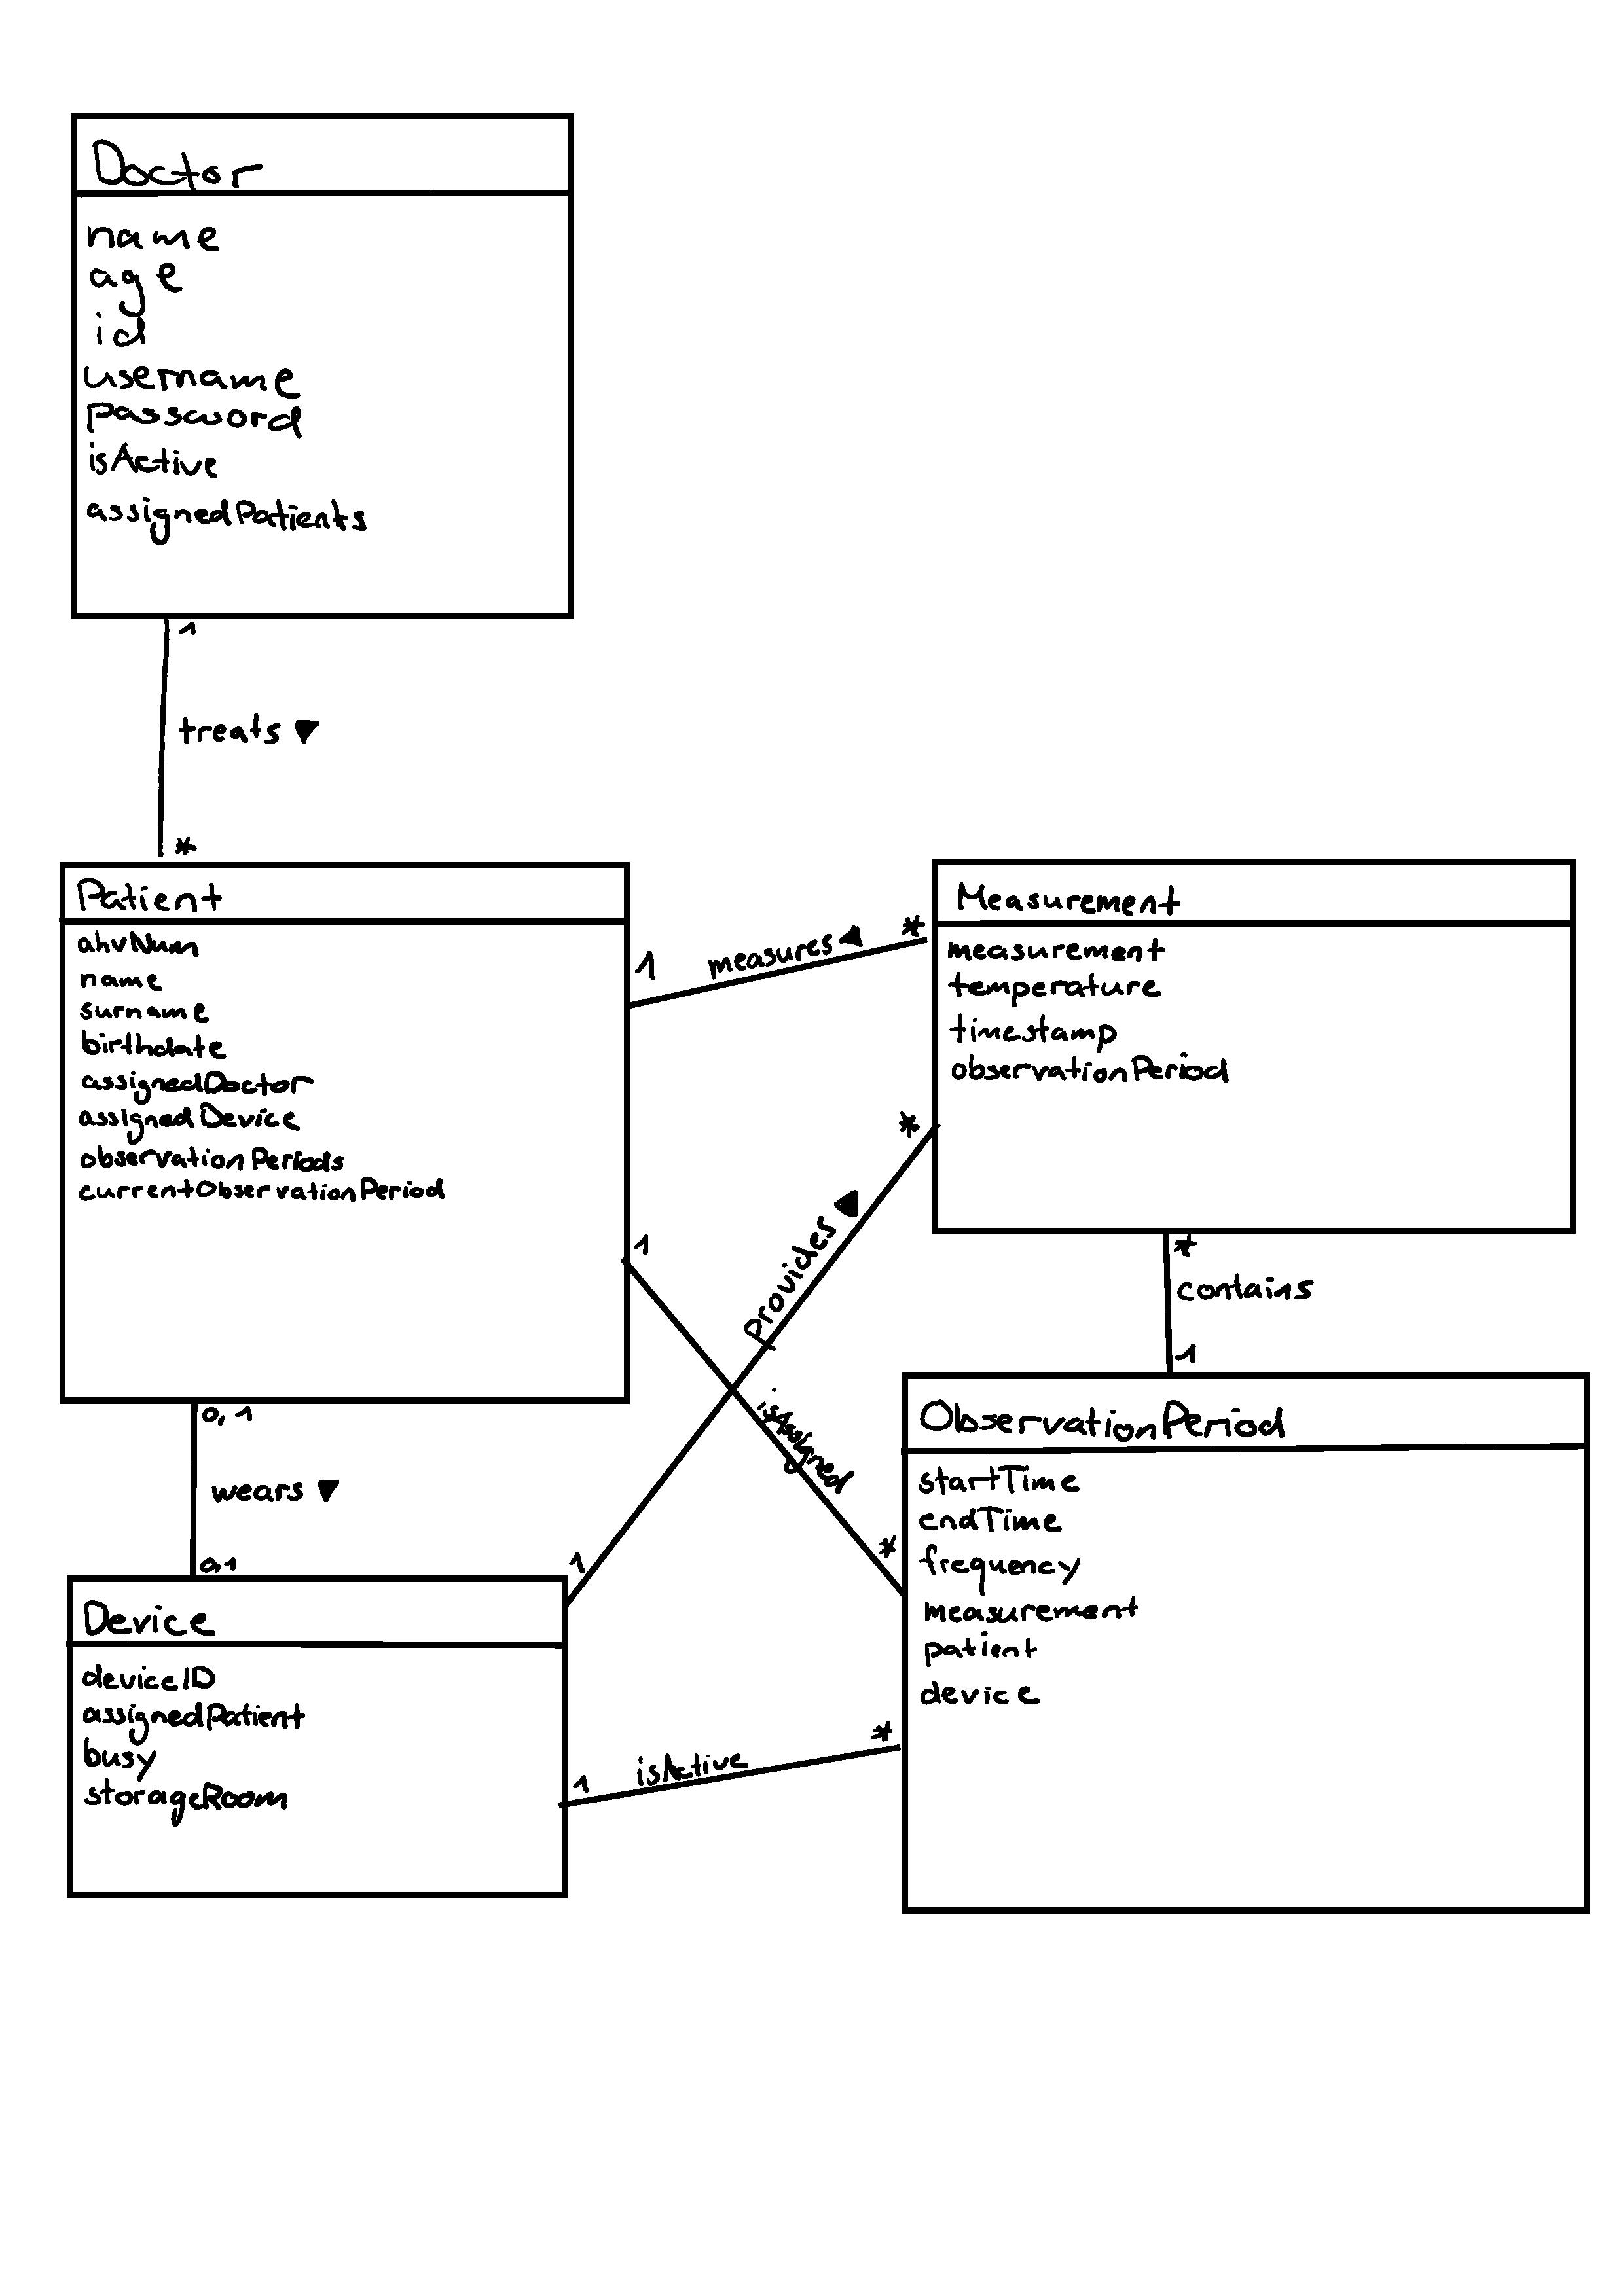 Doctor
name
age
id
username
password
isActive
assignedPatients
1
treats ▼
*
Patient
ahvNum
name
surname
birthdate
assignedDoctor
assignedDevice
observationPeriods
currentObservationPeriod
1
measures ◀
*
Measurement
measurement
temperature
timestamp
observationPeriod
*
Provides
1
1
isAssigned
*
*
contains
1
0,1
wears ▼
0,1
Device
deviceID
assignedPatient
busy
storageRoom
1
isActive
*
ObservationPeriod
startTime
endTime
frequency
measurement
patient
device